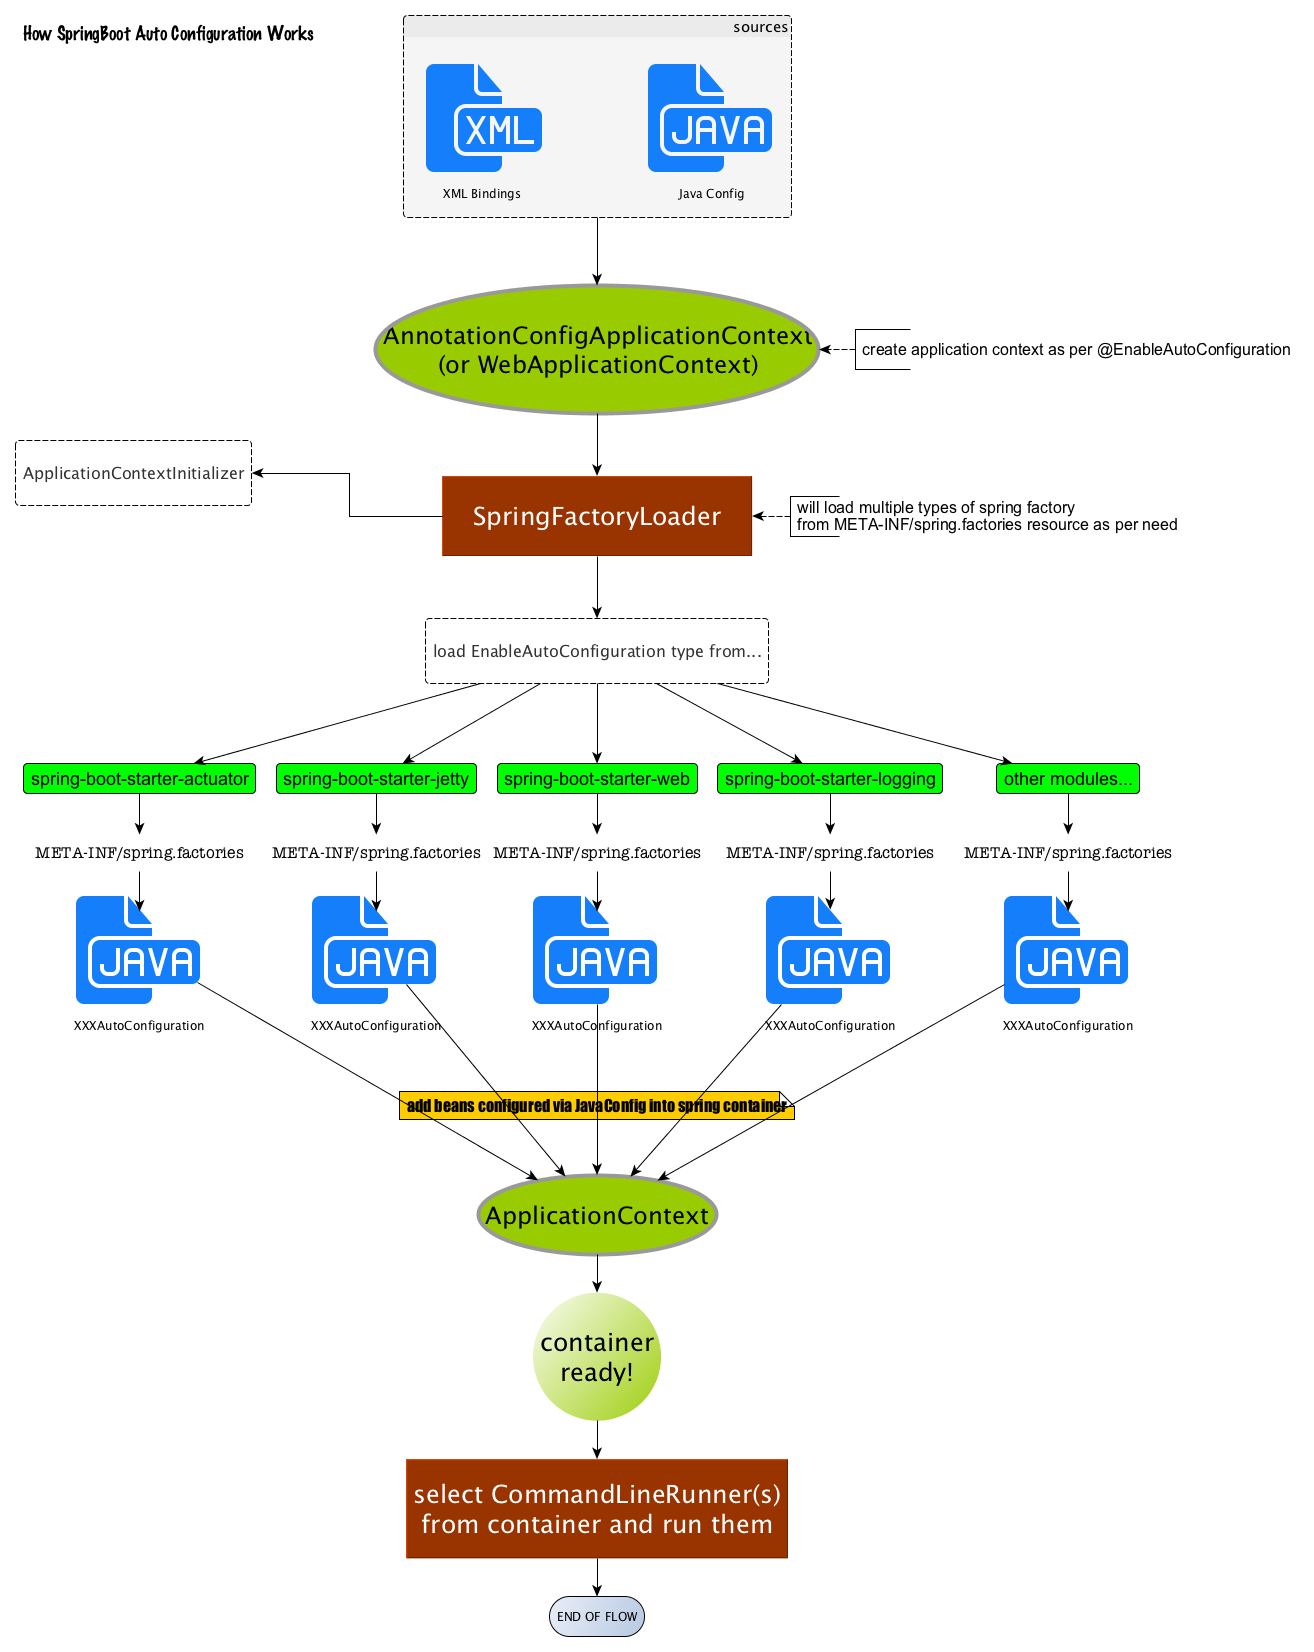 How SpringBoot Auto Configuration Works
sources
XML
JAVA
XML Bindings
Java Config
AnnotationConfigApplicationContext
(or WebApplicationContext)
create application context as per @EnableAutoConfiguration
ApplicationContextInitializer
SpringFactoryLoader
will load multiple types of spring factory
from META-INF/spring.factories resource as per need
load EnableAutoConfiguration type from...
spring-boot-starter-actuator
spring-boot-starter-jetty
spring-boot-starter-web
spring-boot-starter-logging
other modules...
META-INF/spring.factories
META-INF/spring.factories
META-INF/spring.factories
META-INF/spring.factories
META-INF/spring.factories
JAVA
JAVA
JAVA
JAVA
JAVA
XXXAutoConfiguration
XXXAutoConfiguration
XXXAutoConfiguration
XXXAutoConfiguration
XXXAutoConfiguration
add beans configured via JavaConfig into spring container
ApplicationContext
container
ready!
select CommandLineRunner(s)
from container and run them
END OF FLOW